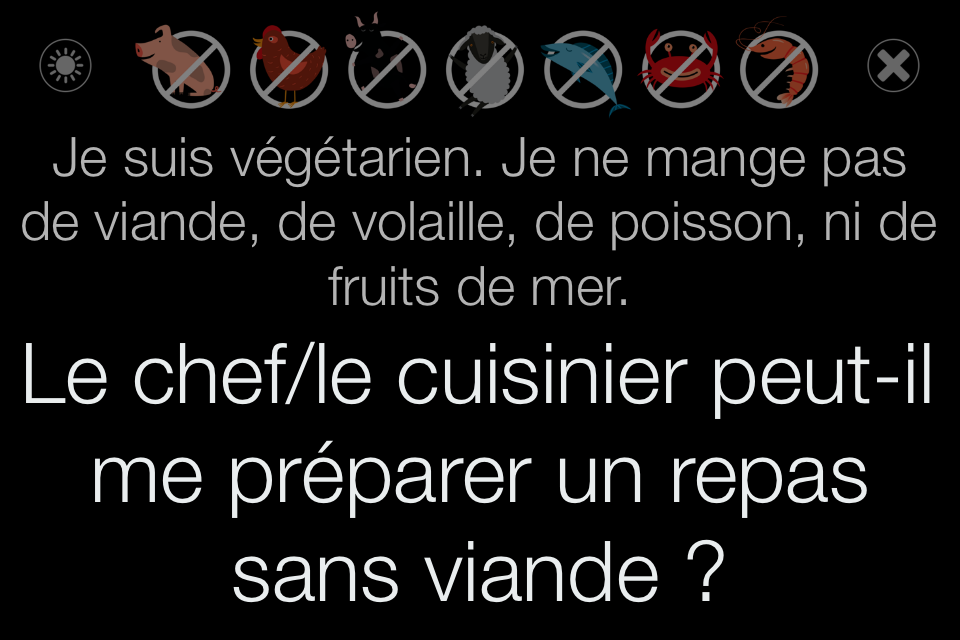 Je suis végétarien. Je ne mange pas
de viande, de volaille, de poisson, ni de
fruits de mer.
Le chef/le cuisinier peut-il
me préparer un repas
sans viande ?